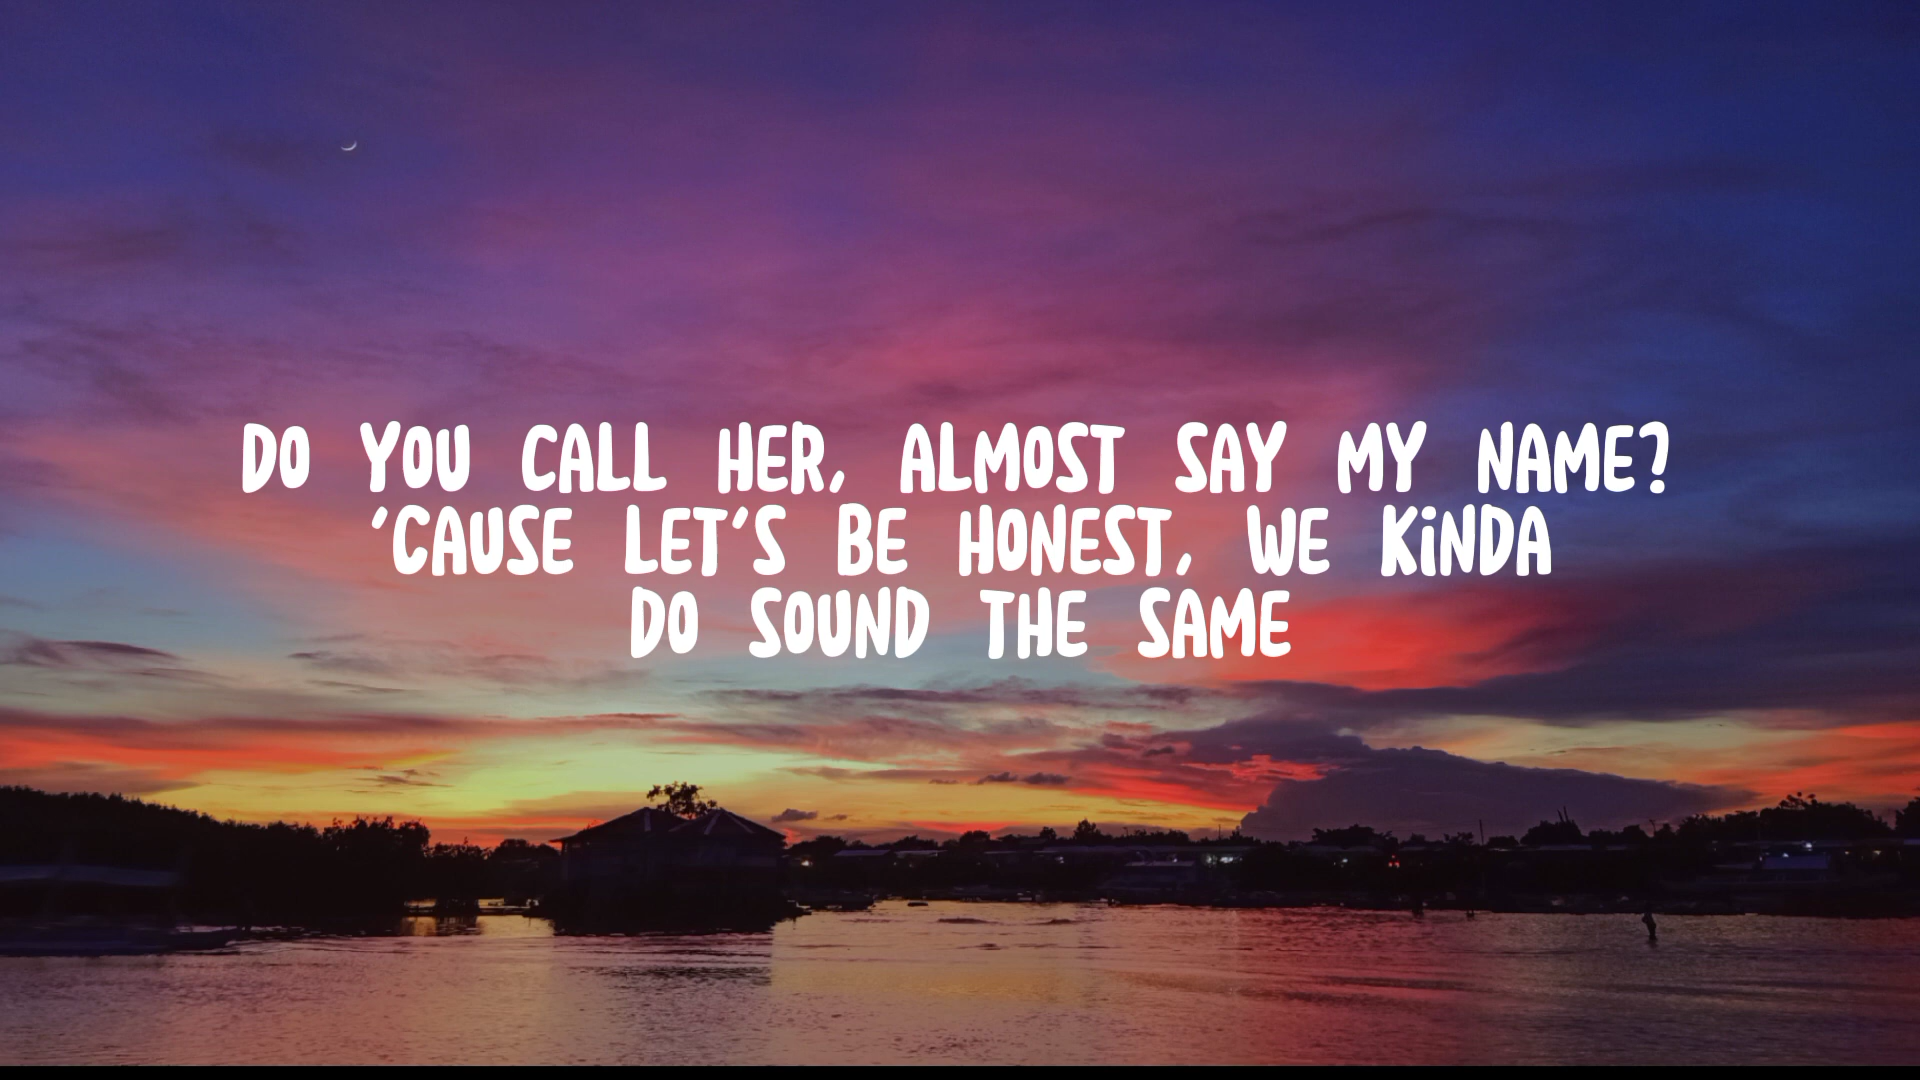 DO YOU CALL HER, ALMOST SAY MY NAME?
'CAUSE LET'S BE HONEST, WE KiNDA
DO SOUND THE SAME